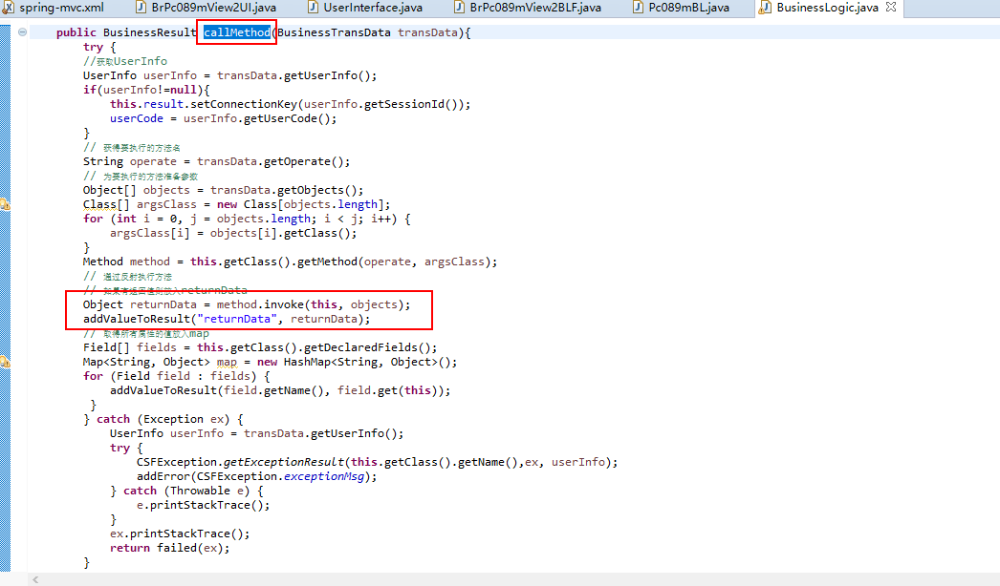 spring-mvc.xml BrPc089mView2UI.java UserInterface.java BrPc089mView2BLF.java Pc089mBL.java BusinessLogic.java
public BusinessResult callMethod(BusinessTransData transData){
try {
//获取UserInfo
UserInfo userInfo = transData.getUserInfo();
if(userInfo!=null){
this.result.setConnectionKey(userInfo.getSessionId());
userCode = userInfo.getUserCode();
}
// 获得要执行的方法名
String operate = transData.getOperate();
// 为要执行的方法准备参数
Object[] objects = transData.getObjects();
Class[] argsClass = new Class[objects.length];
for (int i = 0, j = objects.length; i < j; i++) {
argsClass[i] = objects[i].getClass();
}
Method method = this.getClass().getMethod(operate, argsClass);
// 通过反射执行方法
// 如果有返回值则放入returnData
Object returnData = method.invoke(this, objects);
addValueToResult("returnData", returnData);
// 取得所有属性的值放入map
Field[] fields = this.getClass().getDeclaredFields();
Map<String, Object> map = new HashMap<String, Object>();
for (Field field : fields) {
addValueToResult(field.getName(), field.get(this));
}
} catch (Exception ex) {
UserInfo userInfo = transData.getUserInfo();
try {
CSFException.getExceptionResult(this.getClass().getName(),ex, userInfo);
addError(CSFException.exceptionMsg);
} catch (Throwable e) {
e.printStackTrace();
}
ex.printStackTrace();
return failed(ex);
}